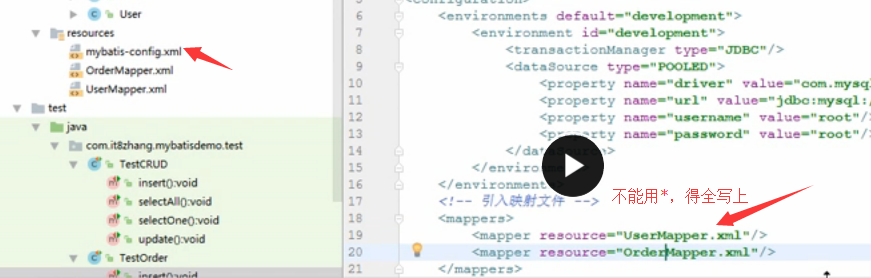 User
resources
mybatis-config.xml
OrderMapper.xml
UserMapper.xml
test
java
com.it8zhang.mybatisdemo.test
TestCRUD
insert():void
selectAll():void
selectOne():void
update():void
TestOrder
6 <environments default="development">
7 <environment id="development">
8 <transactionManager type="JDBC"/>
9 <dataSource type="POOLED">
10 <property name="driver" value="com.mysq
11 <property name="url" value="jdbc:mysql:/
12 <property name="username" value="root"/>
13 <property name="password" value="root"/>
14 </dataSource>
15 </environment>
16 </environments>
不能用*，得全写上
17 <!-- 引入映射文件 -->
18 <mappers>
19 <mapper resource="UserMapper.xml"/>
20 <mapper resource="OrderMapper.xml"/>
21 </mappers>